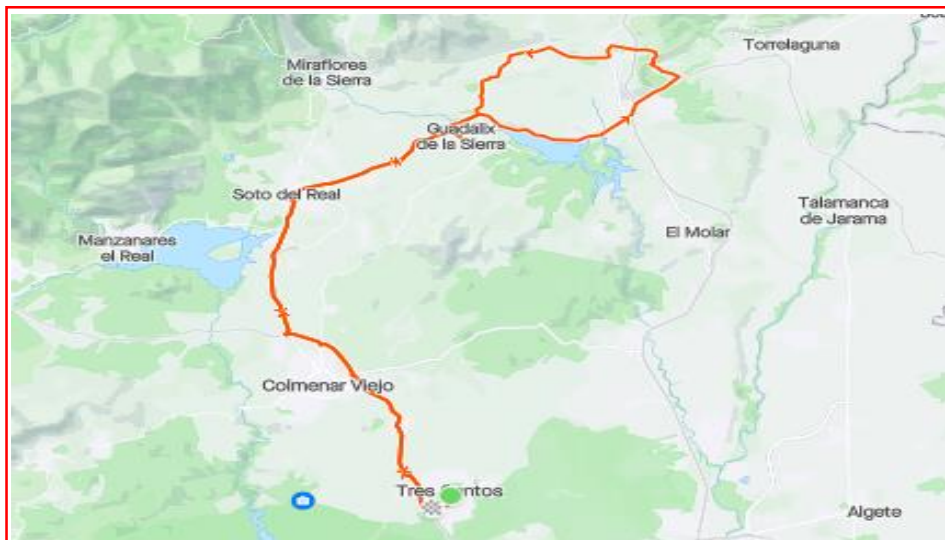 Torrelaguna
Miraflores
de la Sierra
Guadalix
de la Sierra
Soto del Real
Talamanca
de Jarama
El Molar
Manzanares
el Real
Colmenar Viejo
Tres
Algete